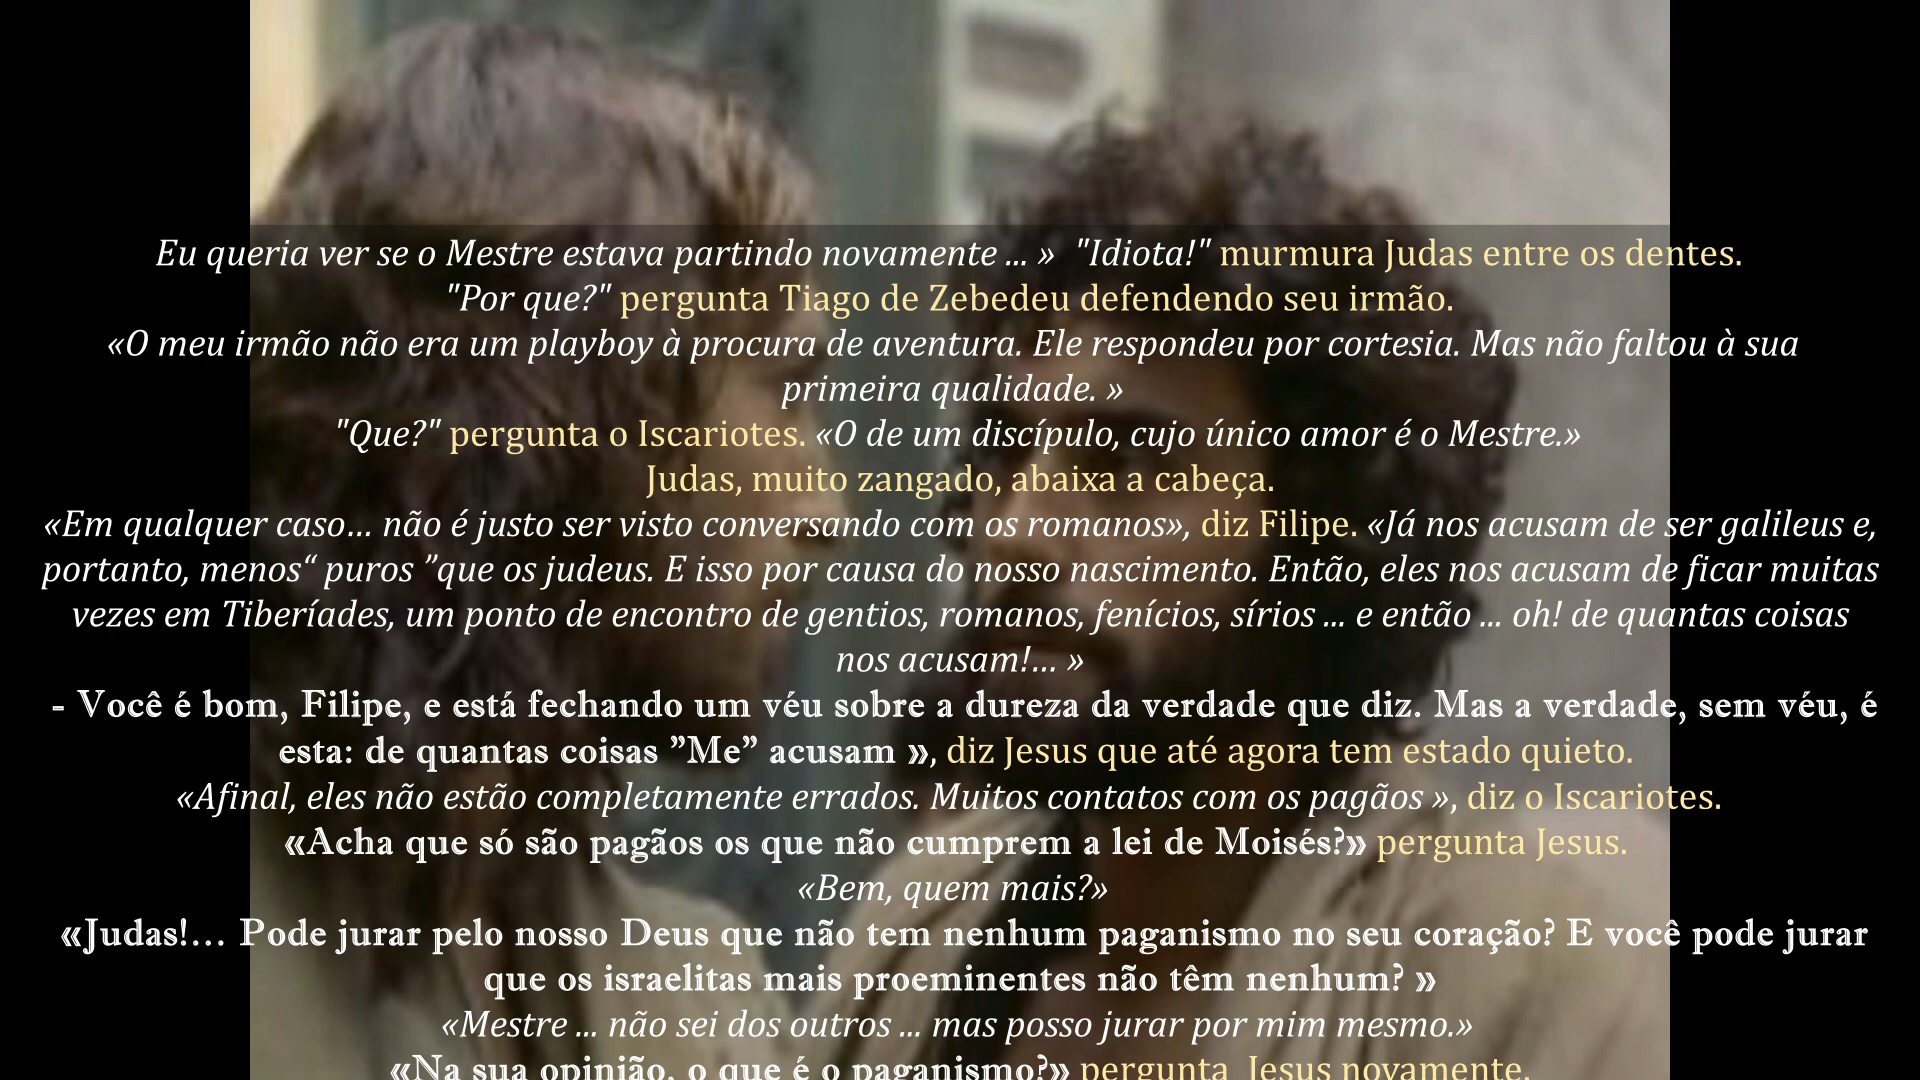 Eu queria ver se o Mestre estava partindo novamente ... »  "Idiota!" murmura Judas entre os dentes.
"Por que?" pergunta Tiago de Zebedeu defendendo seu irmão.
«O meu irmão não era um playboy à procura de aventura. Ele respondeu por cortesia. Mas não faltou à sua
primeira qualidade. »
"Que?" pergunta o Iscariotes. «O de um discípulo, cujo único amor é o Mestre.»
Judas, muito zangado, abaixa a cabeça.
«Em qualquer caso… não é justo ser visto conversando com os romanos», diz Filipe. «Já nos acusam de ser galileus e,
portanto, menos“ puros ”que os judeus. E isso por causa do nosso nascimento. Então, eles nos acusam de ficar muitas
vezes em Tiberíades, um ponto de encontro de gentios, romanos, fenícios, sírios ... e então ... oh! de quantas coisas
nos acusam!… »
- Você é bom, Filipe, e está fechando um véu sobre a dureza da verdade que diz. Mas a verdade, sem véu, é
esta: de quantas coisas ”Me” acusam », diz Jesus que até agora tem estado quieto.
«Afinal, eles não estão completamente errados. Muitos contatos com os pagãos », diz o Iscariotes.
«Acha que só são pagãos os que não cumprem a lei de Moisés?» pergunta Jesus.
«Bem, quem mais?»
«Judas!… Pode jurar pelo nosso Deus que não tem nenhum paganismo no seu coração? E você pode jurar
que os israelitas mais proeminentes não têm nenhum? »
«Mestre ... não sei dos outros ... mas posso jurar por mim mesmo.»
«Na sua opinião, o que é o paganismo?» pergunta  Jesus novamente.